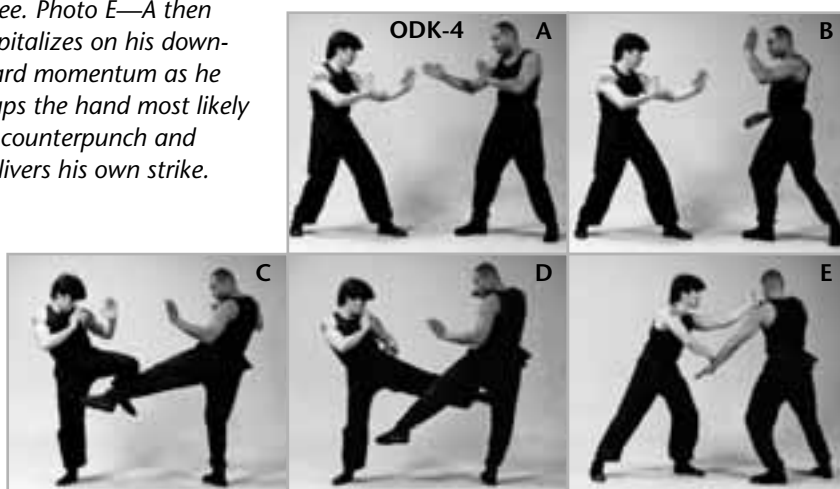 ee. Photo E—A then
pitalizes on his down-
ard momentum as he
aps the hand most likely
counterpunch and
livers his own strike.
ODK-4
A
B
C
D
E